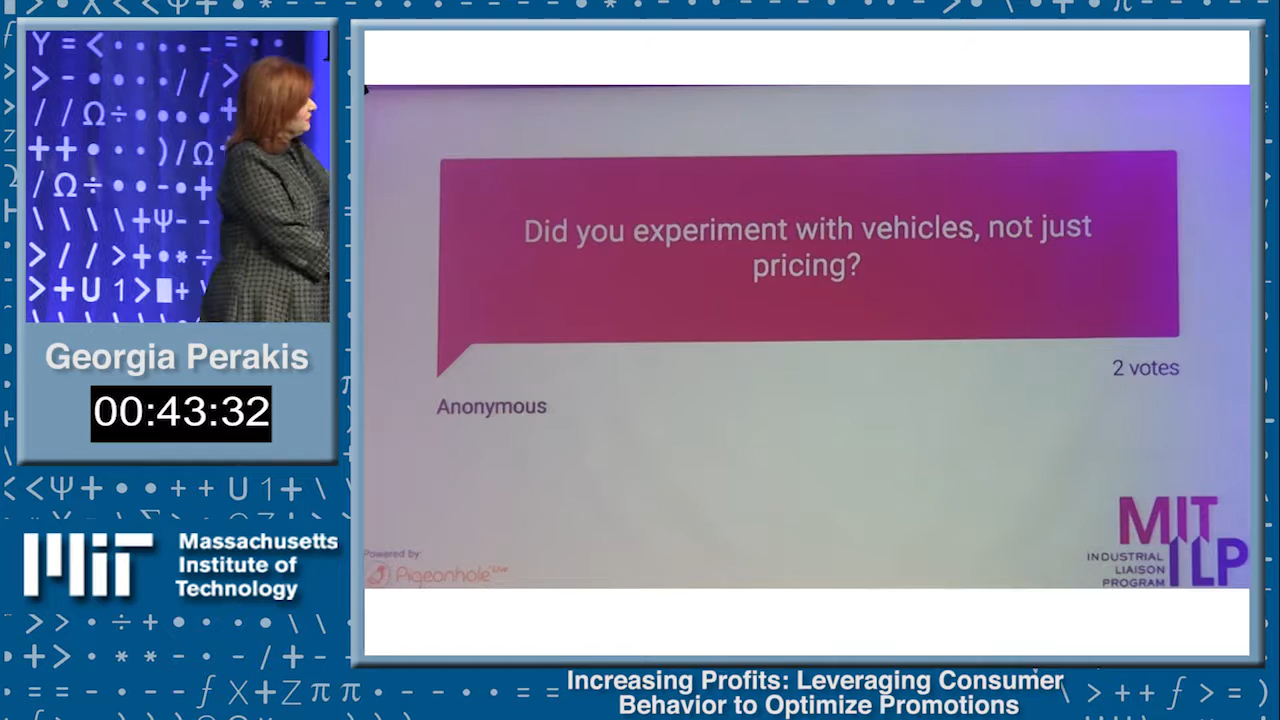 Georgia Perakis
00:43:32
Massachusetts
Institute of
Technology
Did you experiment with vehicles, not just
pricing?
2 votes
Anonymous
Powered by:
Pigeonhole Live
MIT
INDUSTRIAL
LIAISON
PROGRAM
ILP
Increasing Profits: Leveraging Consumer
Behavior to Optimize Promotions